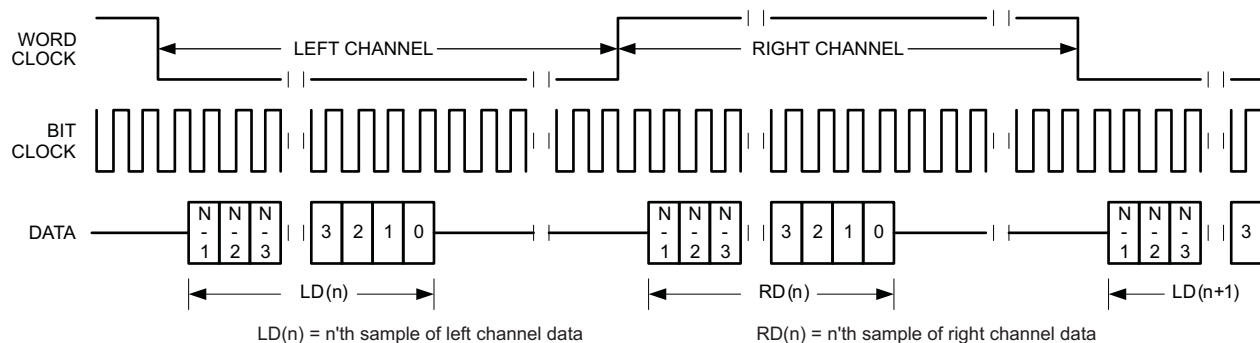 WORD
CLOCK
LEFT CHANNEL
RIGHT CHANNEL
BIT
CLOCK
DATA
N
-
1
N
-
2
N
-
3
3
2
1
0
N
-
1
N
-
2
N
-
3
3
2
1
0
N
-
1
N
-
2
N
-
3
3
LD(n)
RD(n)
LD(n+1)
LD(n) = n'th sample of left channel data
RD(n) = n'th sample of right channel data